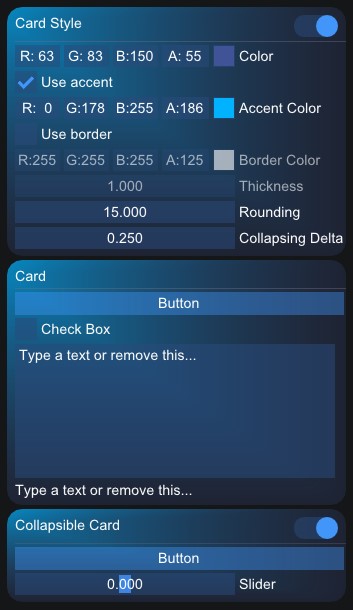 Card Style
R: 63 G: 83 B:150 A: 55 Color
Use accent
R: 0 G:178 B:255 A:186 Accent Color
Use border
R:255 G:255 B:255 A:125 Border Color
1.000 Thickness
15.000 Rounding
0.250 Collapsing Delta
Card
Button
Check Box
Type a text or remove this...
Type a text or remove this...
Collapsible Card
Button
0.000 Slider